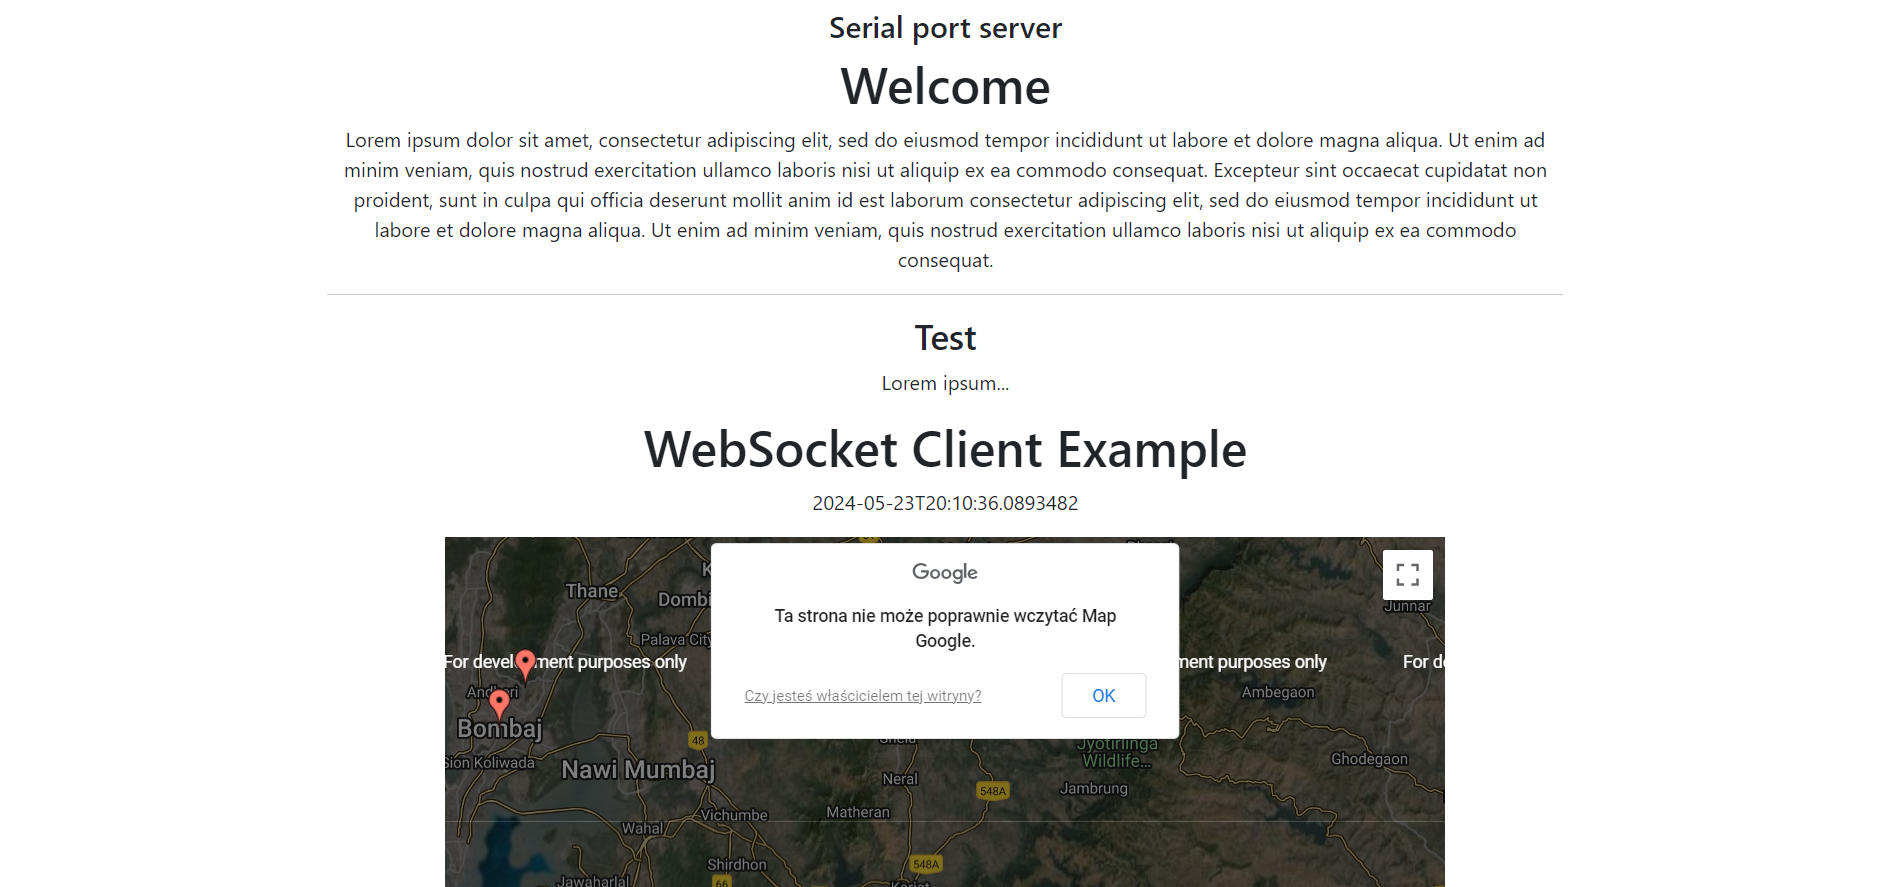 Serial port server
Welcome
Lorem ipsum dolor sit amet, consectetur adipiscing elit, sed do eiusmod tempor incididunt ut labore et dolore magna aliqua. Ut enim ad
minim veniam, quis nostrud exercitation ullamco laboris nisi ut aliquip ex ea commodo consequat. Excepteur sint occaecat cupidatat non
proident, sunt in culpa qui officia deserunt mollit anim id est laborum consectetur adipiscing elit, sed do eiusmod tempor incididunt ut
labore et dolore magna aliqua. Ut enim ad minim veniam, quis nostrud exercitation ullamco laboris nisi ut aliquip ex ea commodo
consequat.
Test
Lorem ipsum...
WebSocket Client Example
2024-05-23T20:10:36.0893482
Google
Ta strona nie może poprawnie wczytać Map
Google.
Czy jesteś właścicielem tej witryny?
OK
Thane
Dombi
Junnar
Palava City
For development purposes only
ment purposes only
For de
Andheri
Ambegaon
Bombaj
48
Jyotirlinga
Wildlife...
Sion Koliwada
Nawi Mumbaj
Ghodegaon
Neral
548A
Jambrung
Matheran
Vichumbe
Wahal
Shirdhon
548A
Jawaharlal
66
Karjat